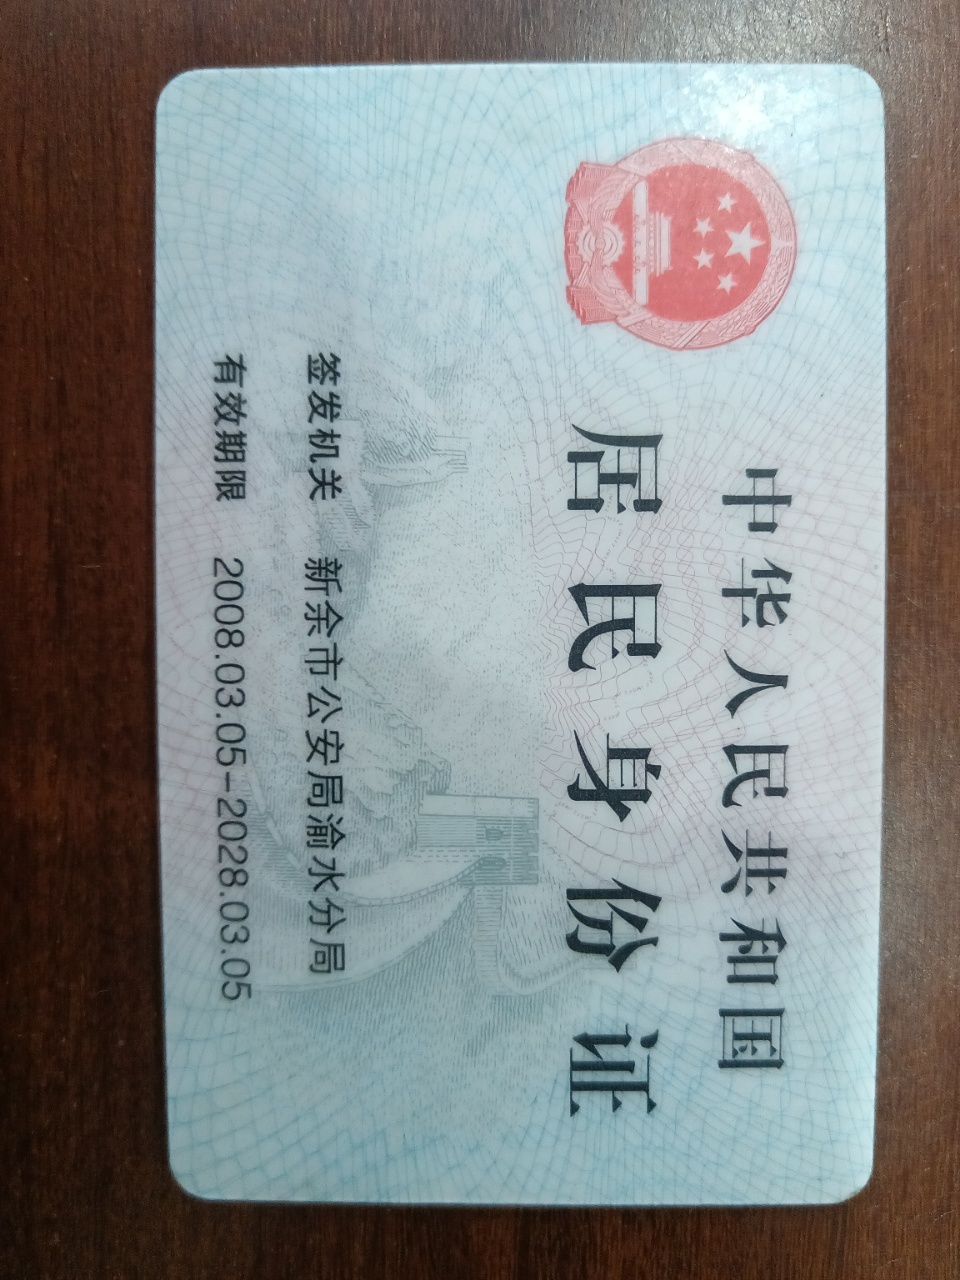 中华人民共和国
居民身份证
签发机关 新余市公安局渝水分局
有效期限 2008.03.05-2028.03.05